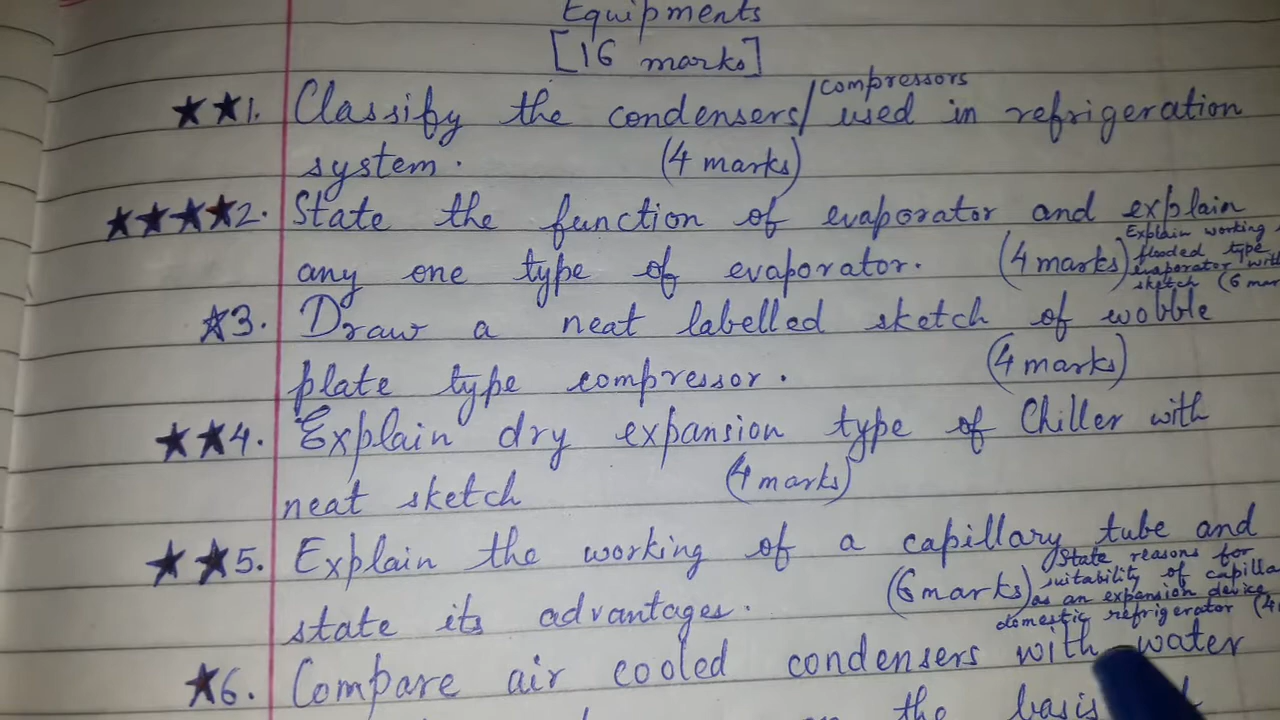 Equipments
[16 marks]
compressors
★★1. Classify the condensers/ used in refrigeration
system. (4 marks)
★★★★2. State the function of evaporator and explain
Explain working
any one type of evaporator. (4 marks) flooded type
evaporator with
sketch (6
★3. Draw a neat labelled sketch of wobble
plate type compressor. (4 marks)
★★4. Explain dry expansion type of Chiller with
neat sketch (4 marks)
★★5. Explain the working of a capillary tube and
State reasons for
suitability of
state its advantages. (6 marks) as an expansion device
domestic refrigerator
★6. Compare air cooled condensers with water
the basis